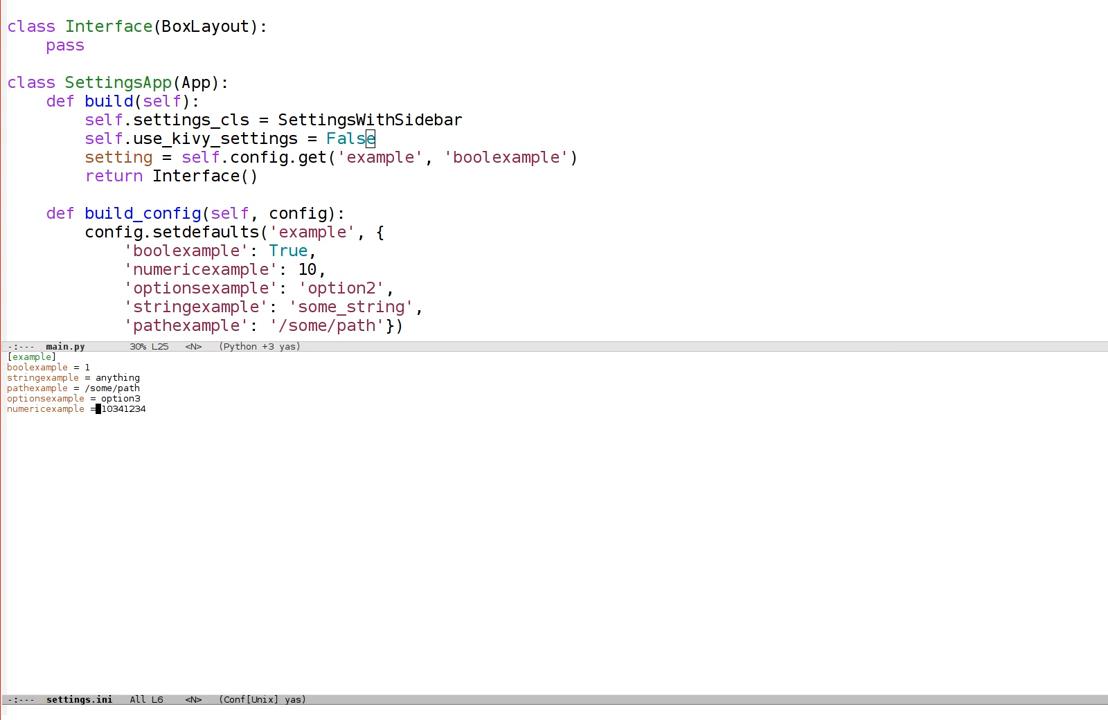 class Interface(BoxLayout):
    pass
class SettingsApp(App):
    def build(self):
        self.settings_cls = SettingsWithSidebar
        self.use_kivy_settings = False
        setting = self.config.get('example', 'boolexample')
        return Interface()
    def build_config(self, config):
        config.setdefaults('example', {
            'boolexample': True,
            'numericexample': 10,
            'optionsexample': 'option2',
            'stringexample': 'some_string',
            'pathexample': '/some/path'})
-:--- main.py 30% L25 <N> (Python +3 yas)
[example]
boolexample = 1
stringexample = anything
pathexample = /some/path
optionsexample = option3
numericexample = 10341234
-:--- settings.ini All L6 <N> (Conf[Unix] yas)